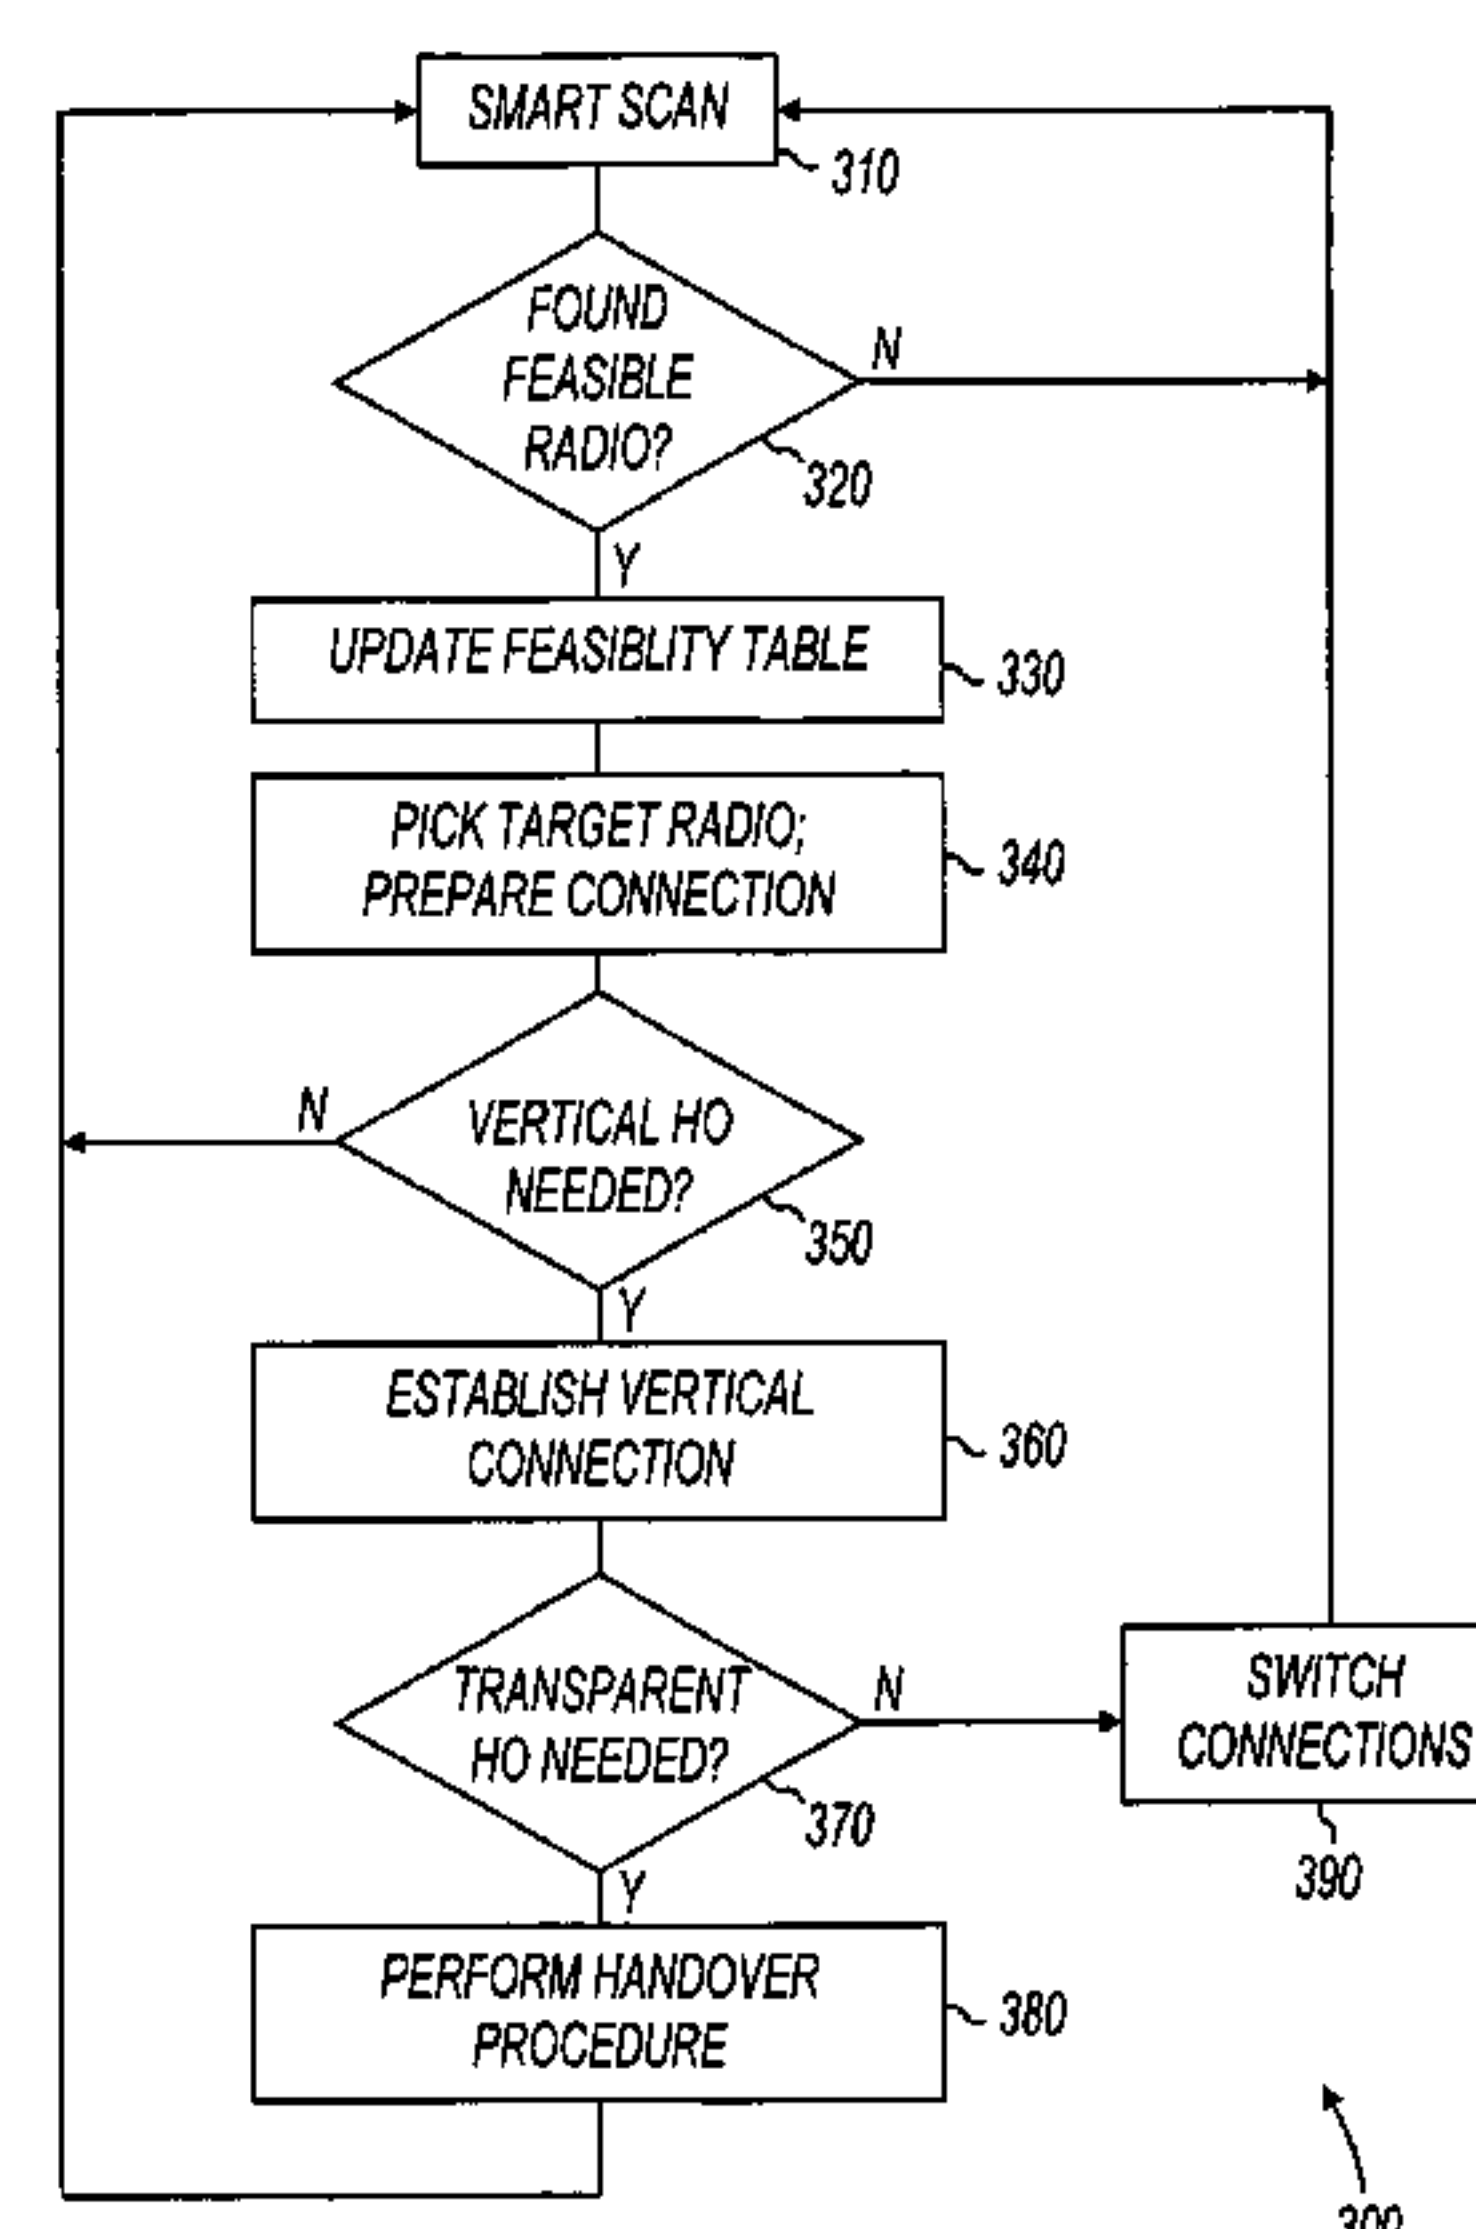 SMART SCAN
310
FOUND
FEASIBLE
RADIO?
N
320
Y
UPDATE FEASIBLITY TABLE
330
PICK TARGET RADIO;
PREPARE CONNECTION
340
N
VERTICAL HO
NEEDED?
350
Y
ESTABLISH VERTICAL
CONNECTION
360
TRANSPARENT
HO NEEDED?
N
370
SWITCH
CONNECTIONS
390
Y
PERFORM HANDOVER
PROCEDURE
380